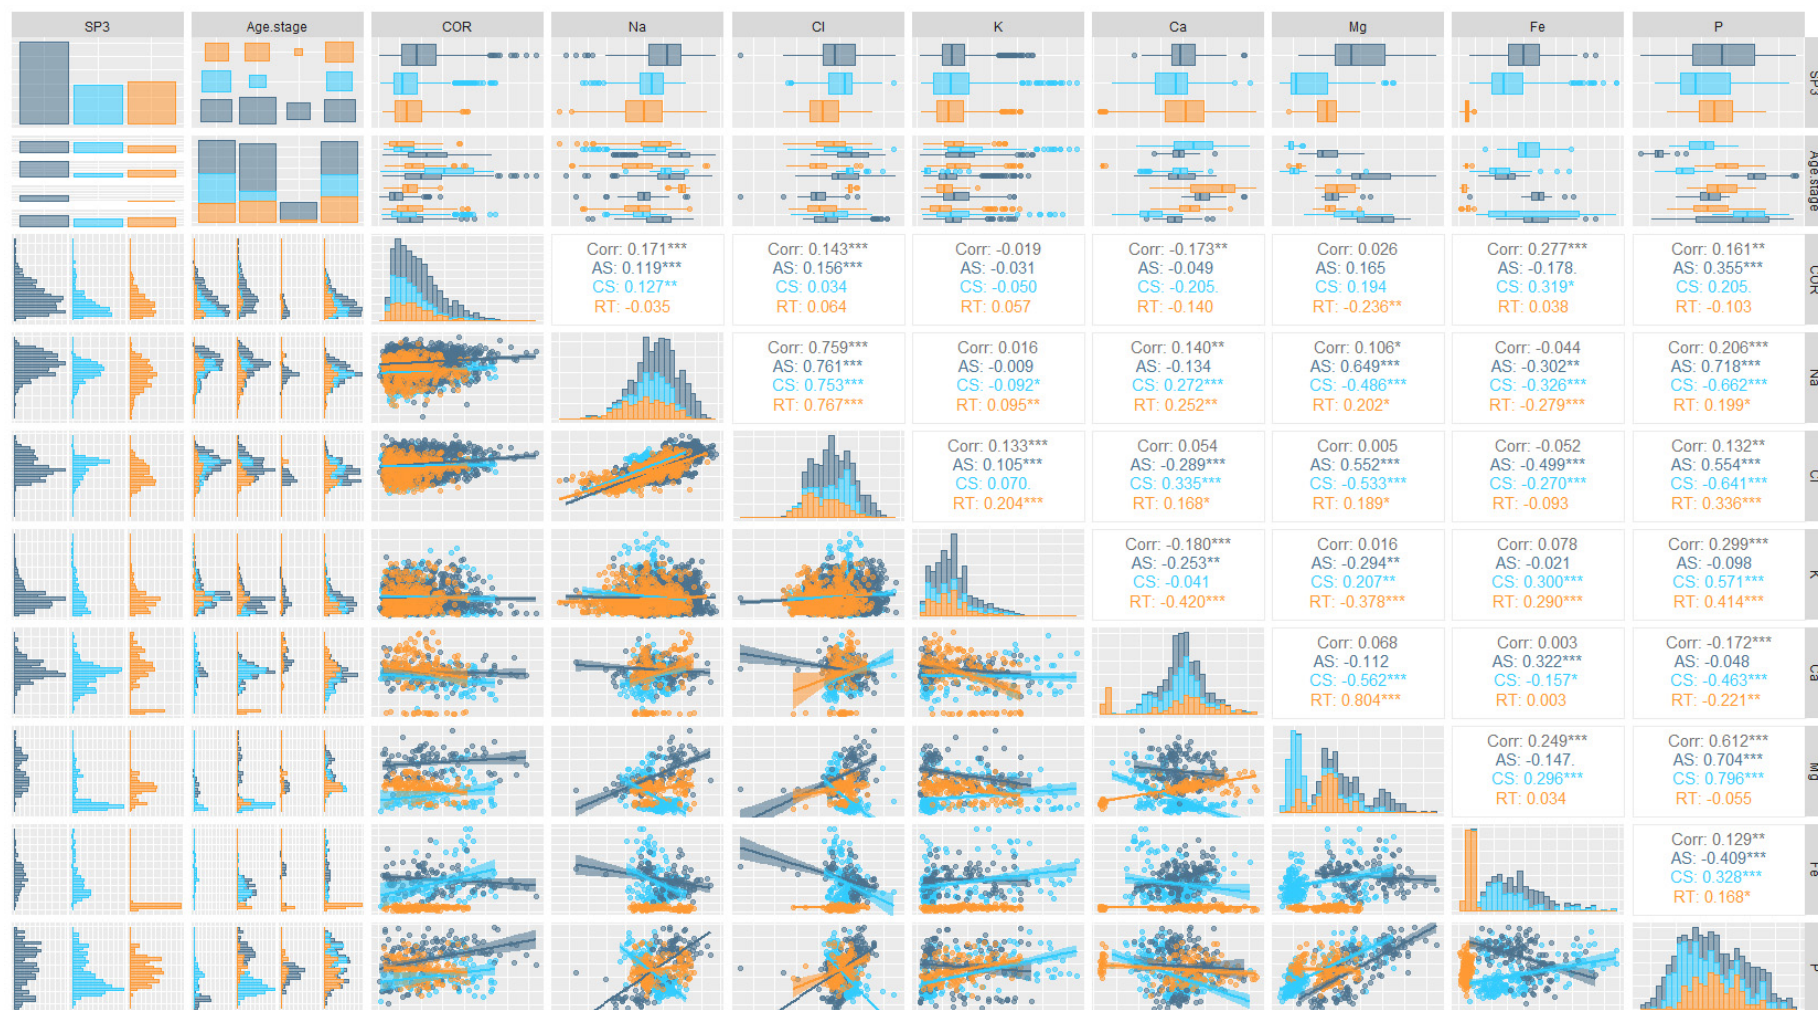 SP3
Age.stage
COR
Na
Cl
K
Ca
Mg
Fe
P
SP3
Age.stage
Corr: 0.171***
AS: 0.119***
CS: 0.127**
RT: -0.035
Corr: 0.143***
AS: 0.156***
CS: 0.034
RT: 0.064
Corr: -0.019
AS: -0.031
CS: -0.050
RT: 0.057
Corr: -0.173**
AS: -0.049
CS: -0.205.
RT: -0.140
Corr: 0.026
AS: 0.165
CS: 0.194
RT: -0.236**
Corr: 0.277***
AS: -0.178.
CS: 0.319*
RT: 0.038
Corr: 0.161**
AS: 0.355***
CS: 0.205.
RT: -0.103
COR
Corr: 0.759***
AS: 0.761***
CS: 0.753***
RT: 0.767***
Corr: 0.016
AS: -0.009
CS: -0.092*
RT: 0.095**
Corr: 0.140**
AS: -0.134
CS: 0.272***
RT: 0.252**
Corr: 0.106*
AS: 0.649***
CS: -0.486***
RT: 0.202*
Corr: -0.044
AS: -0.302**
CS: -0.326***
RT: -0.279***
Corr: 0.206***
AS: 0.718***
CS: -0.662***
RT: 0.199*
Na
Corr: 0.133***
AS: 0.105***
CS: 0.070.
RT: 0.204***
Corr: 0.054
AS: -0.289***
CS: 0.335***
RT: 0.168*
Corr: 0.005
AS: 0.552***
CS: -0.533***
RT: 0.189*
Corr: -0.052
AS: -0.499***
CS: -0.270***
RT: -0.093
Corr: 0.132**
AS: 0.554***
CS: -0.641***
RT: 0.336***
Cl
Corr: -0.180***
AS: -0.253**
CS: -0.041
RT: -0.420***
Corr: 0.016
AS: -0.294**
CS: 0.207**
RT: -0.378***
Corr: 0.078
AS: -0.021
CS: 0.300***
RT: 0.290***
Corr: 0.299***
AS: -0.098
CS: 0.571***
RT: 0.414***
K
Corr: 0.068
AS: -0.112
CS: -0.562***
RT: 0.804***
Corr: 0.003
AS: 0.322***
CS: -0.157*
RT: 0.003
Corr: -0.172***
AS: -0.048
CS: -0.463***
RT: -0.221**
Ca
Corr: 0.249***
AS: -0.147.
CS: 0.296***
RT: 0.034
Corr: 0.612***
AS: 0.704***
CS: 0.796***
RT: -0.055
Mg
Corr: 0.129**
AS: -0.409***
CS: 0.328***
RT: 0.168*
Fe
P